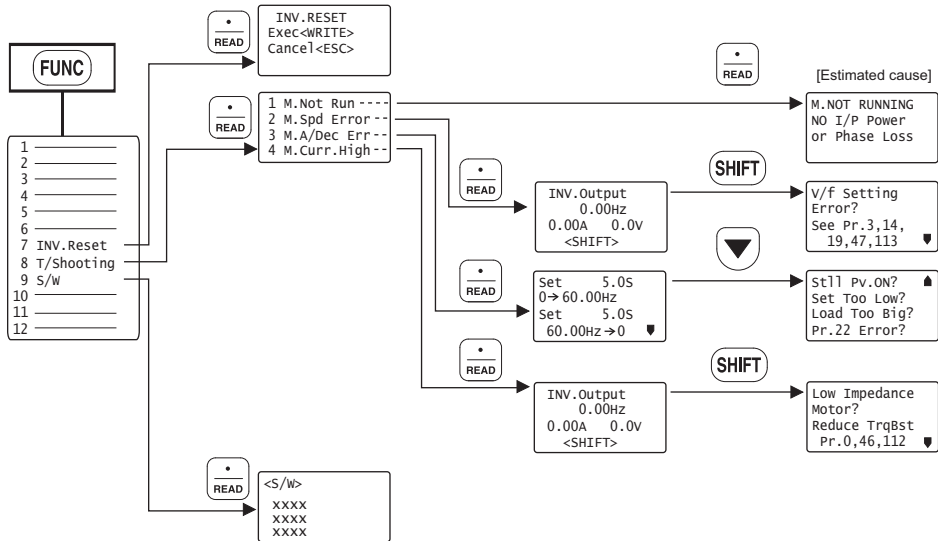 FUNC
1
2
3
4
5
6
7 INV.Reset
8 T/Shooting
9 S/W
10
11
12
•
READ
INV.RESET
Exec<WRITE>
Cancel<ESC>
•
READ
1 M.Not Run ----
2 M.Spd Error--
3 M.A/Dec Err--
4 M.Curr.High--
•
READ
[Estimated cause]
M.NOT RUNNING
NO I/P Power
or Phase Loss
•
READ
INV.Output
0.00Hz
0.00A 0.0V
<SHIFT>
SHIFT
V/f Setting
Error?
See Pr.3,14,
19,47,113
•
READ
Set 5.0S
0→60.00Hz
Set 5.0S
60.00Hz→0
Stll Pv.ON?
Set Too Low?
Load Too Big?
Pr.22 Error?
•
READ
INV.Output
0.00Hz
0.00A 0.0V
<SHIFT>
SHIFT
Low Impedance
Motor?
Reduce TrqBst
Pr.0,46,112
•
READ
<S/W>
xxxx
xxxx
xxxx